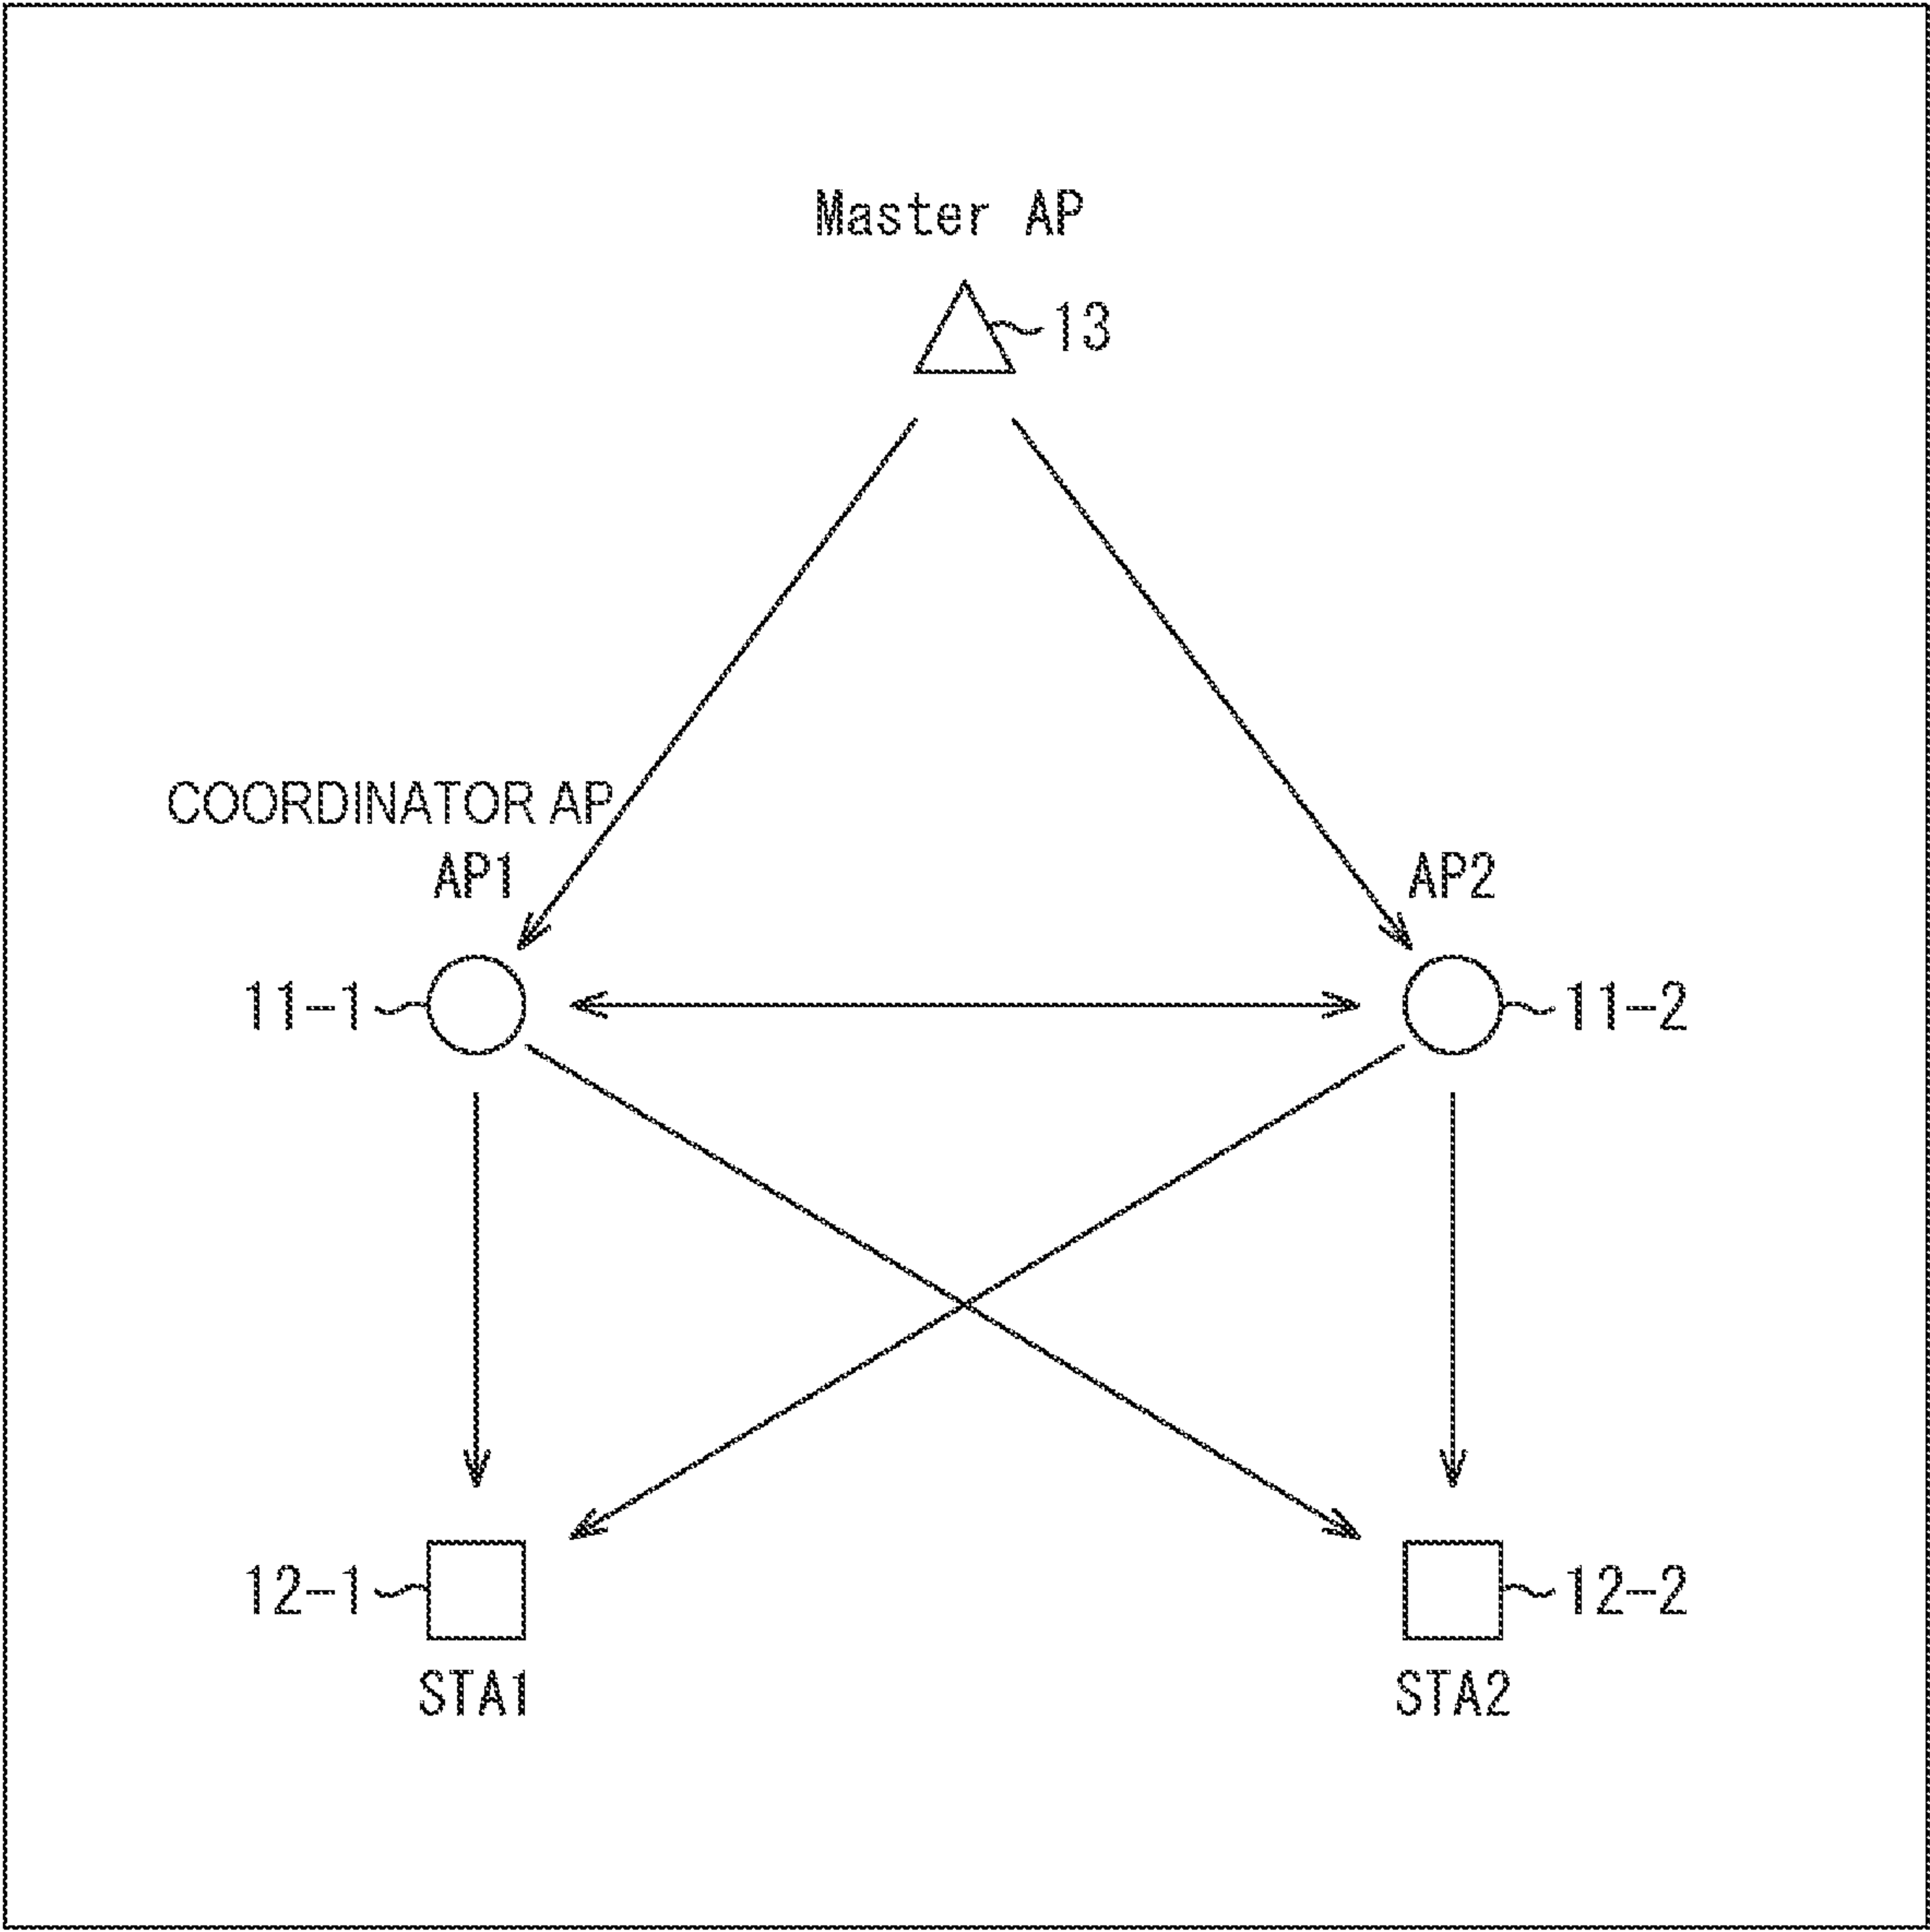 Master AP
13
COORDINATOR AP
AP1
AP2
11-1
11-2
12-1
12-2
STA1
STA2